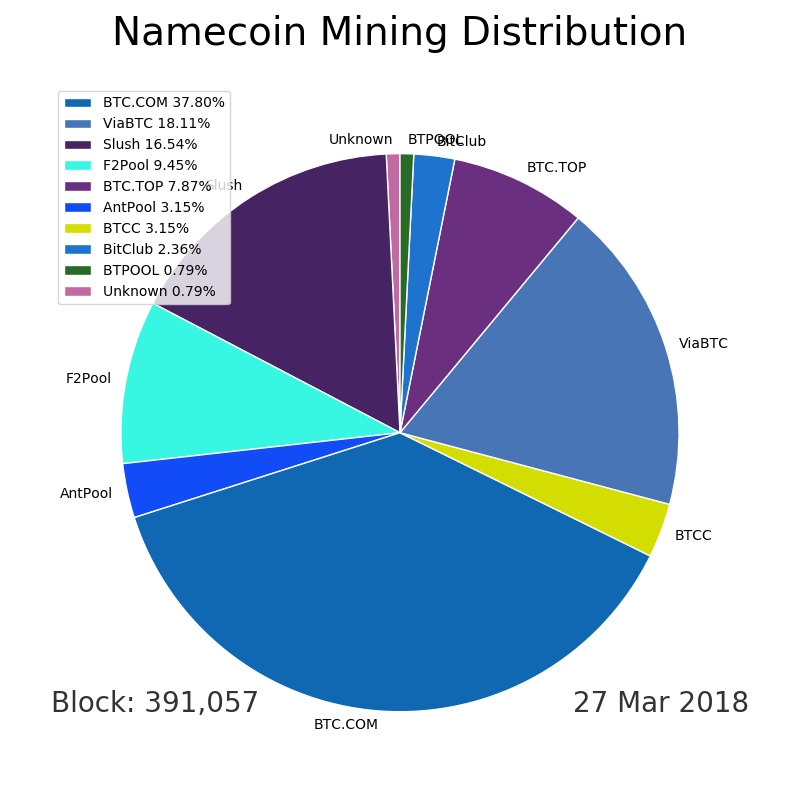 Namecoin Mining Distribution
BTC.COM 37.80%
ViaBTC 18.11%
Slush 16.54%
F2Pool 9.45%
BTC.TOP 7.87%
AntPool 3.15%
BTCC 3.15%
BitClub 2.36%
BTPOOL 0.79%
Unknown 0.79%
Unknown
BTPOOL
BitClub
BTC.TOP
Slush
ViaBTC
F2Pool
AntPool
BTCC
Block: 391,057
27 Mar 2018
BTC.COM